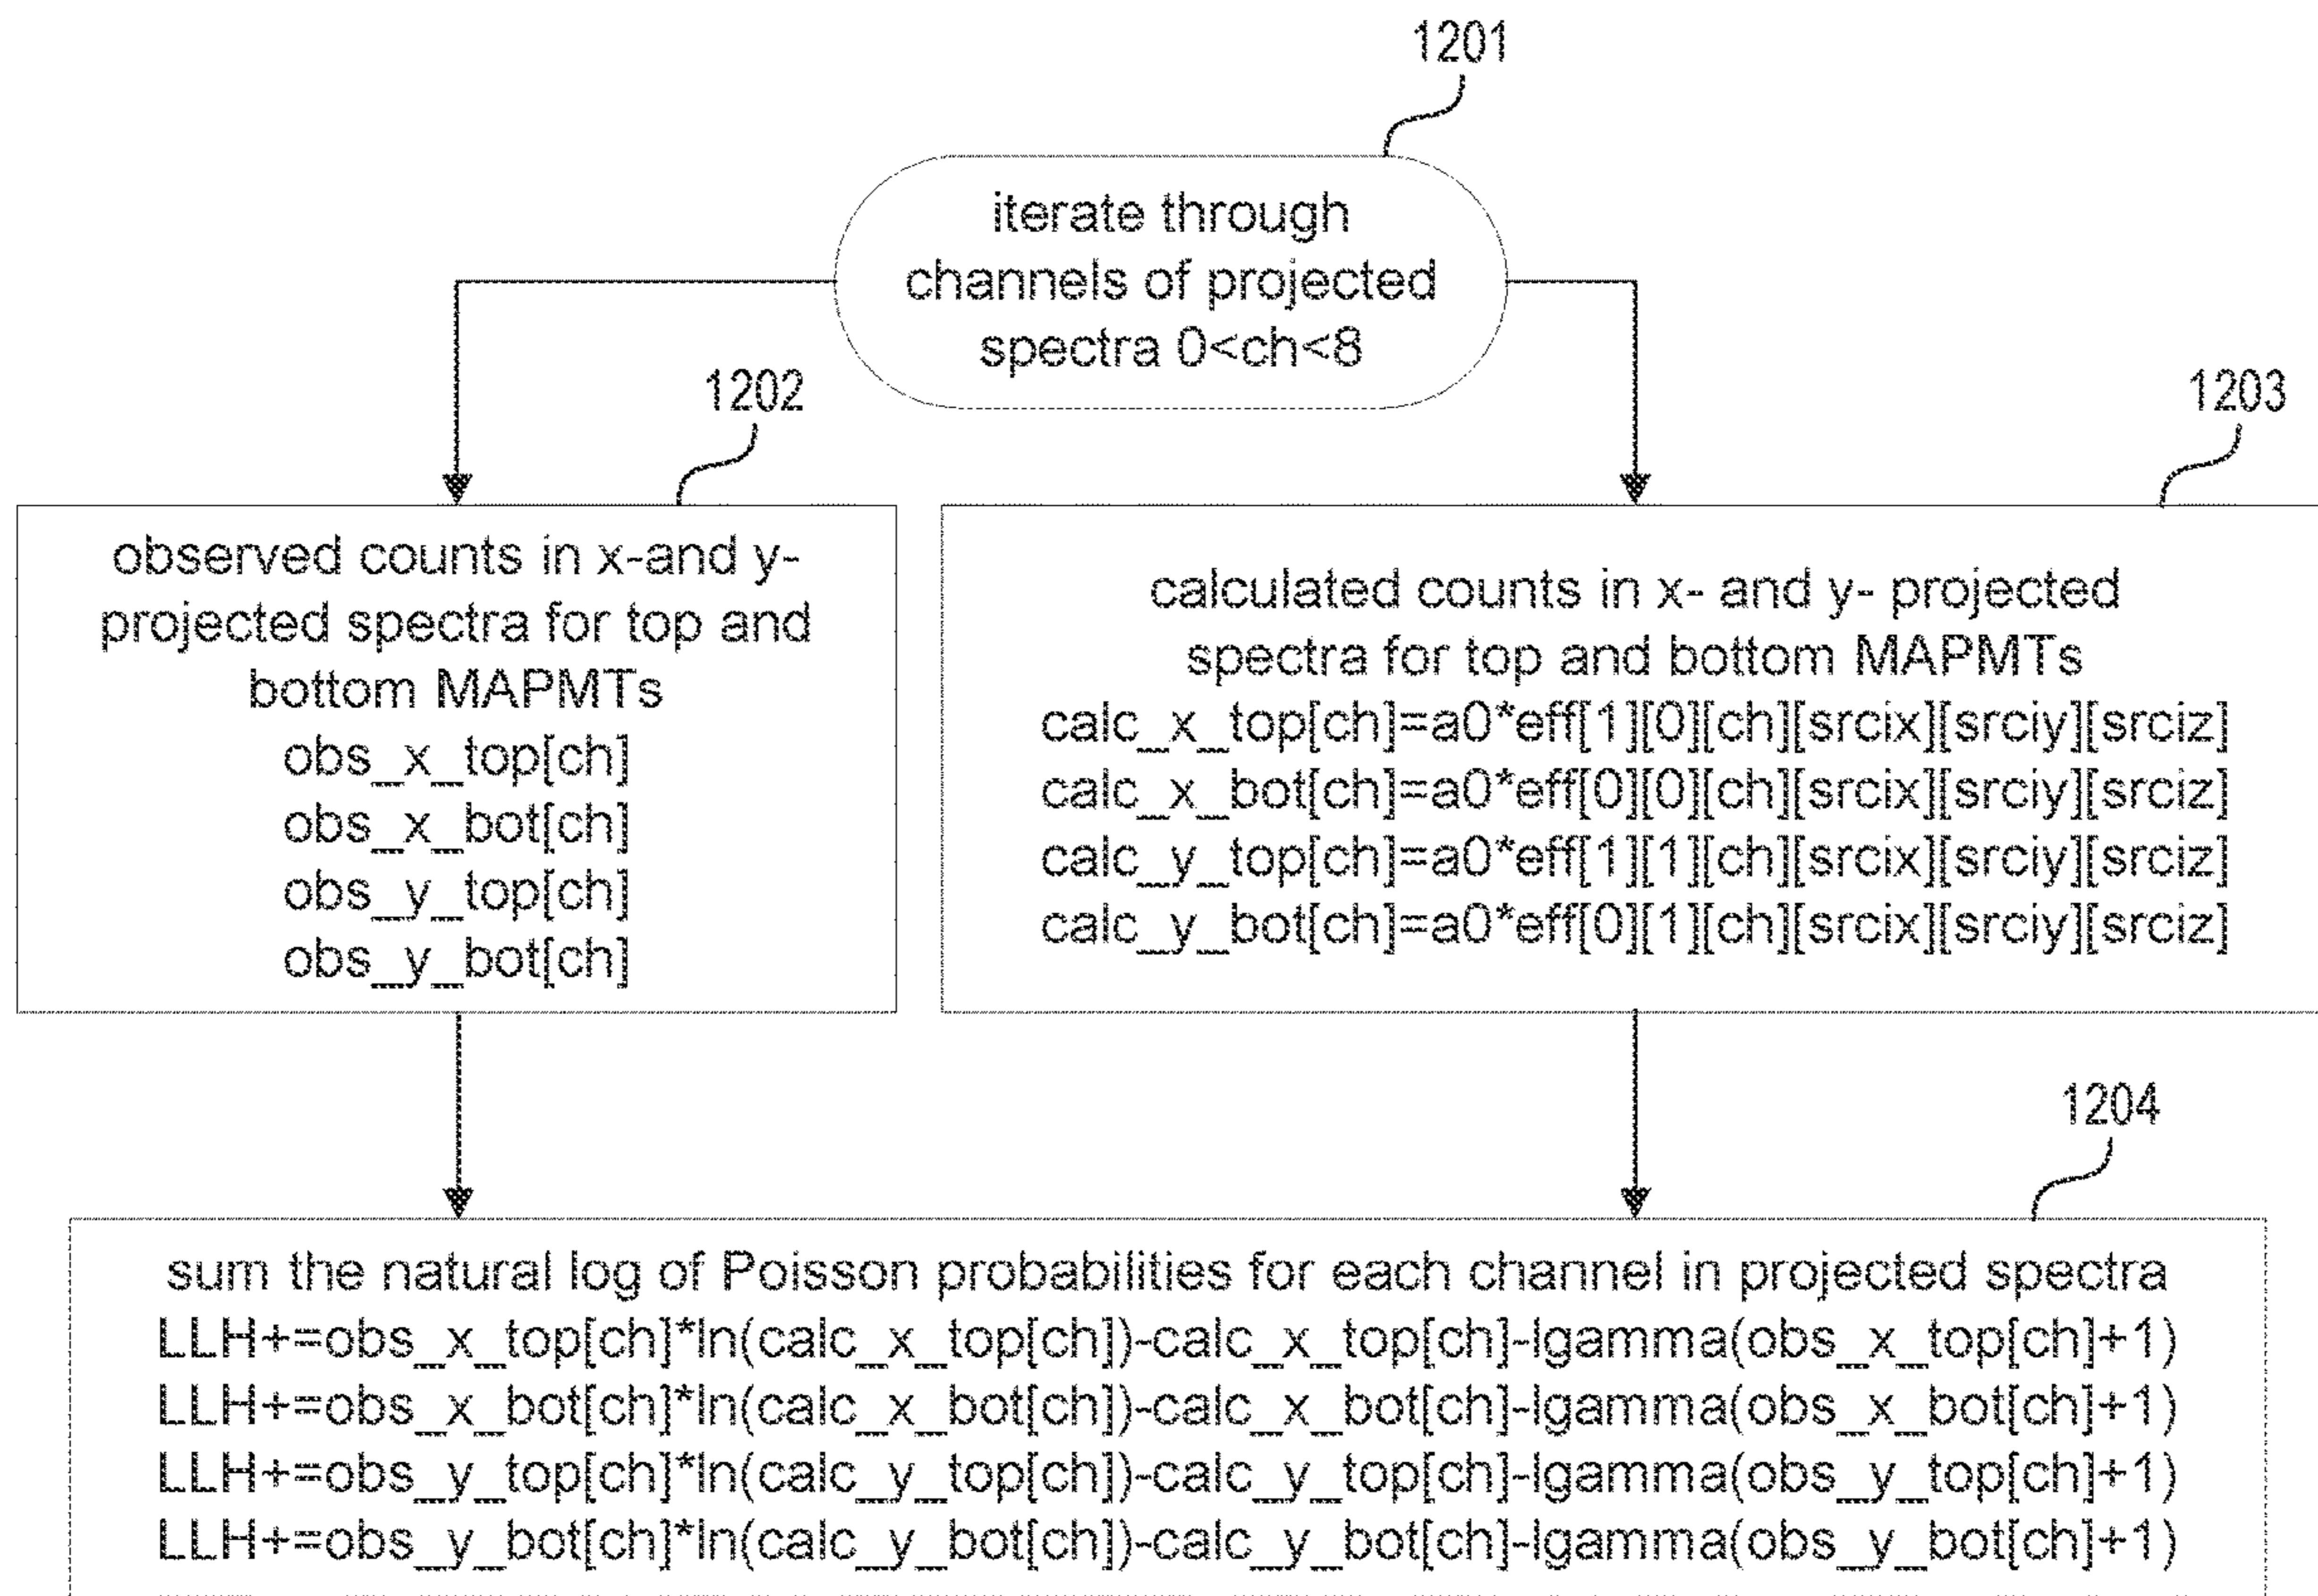 1201
iterate through
channels of projected
spectra 0<ch<8
1202
1203
observed counts in x-and y-
projected spectra for top and
bottom MAPMTs
obs_x_top[ch]
obs_x_bot[ch]
obs_y_top[ch]
obs_y_bot[ch]
calculated counts in x- and y- projected
spectra for top and bottom MAPMTs
calc_x_top[ch]=a0*eff[1][0][ch][srcix][srciy][srciz]
calc_x_bot[ch]=a0*eff[0][0][ch][srcix][srciy][srciz]
calc_y_top[ch]=a0*eff[1][1][ch][srcix][srciy][srciz]
calc_y_bot[ch]=a0*eff[0][1][ch][srcix][srciy][srciz]
1204
sum the natural log of Poisson probabilities for each channel in projected spectra
LLH+=obs_x_top[ch]*ln(calc_x_top[ch])-calc_x_top[ch]-lgamma(obs_x_top[ch]+1)
LLH+=obs_x_bot[ch]*ln(calc_x_bot[ch])-calc_x_bot[ch]-lgamma(obs_x_bot[ch]+1)
LLH+=obs_y_top[ch]*ln(calc_y_top[ch])-calc_y_top[ch]-lgamma(obs_y_top[ch]+1)
LLH+=obs_y_bot[ch]*ln(calc_y_bot[ch])-calc_y_bot[ch]-lgamma(obs_y_bot[ch]+1)